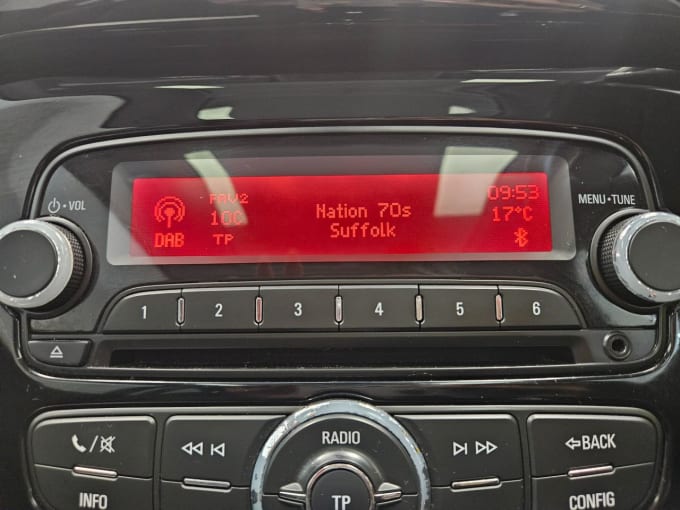 FAV2
09:53
Nation 70s
17°C
10C
Suffolk
DAB
TP
VOL
MENU•TUNE
1
2
3
4
5
6
RADIO
BACK
INFO
TP
CONFIG